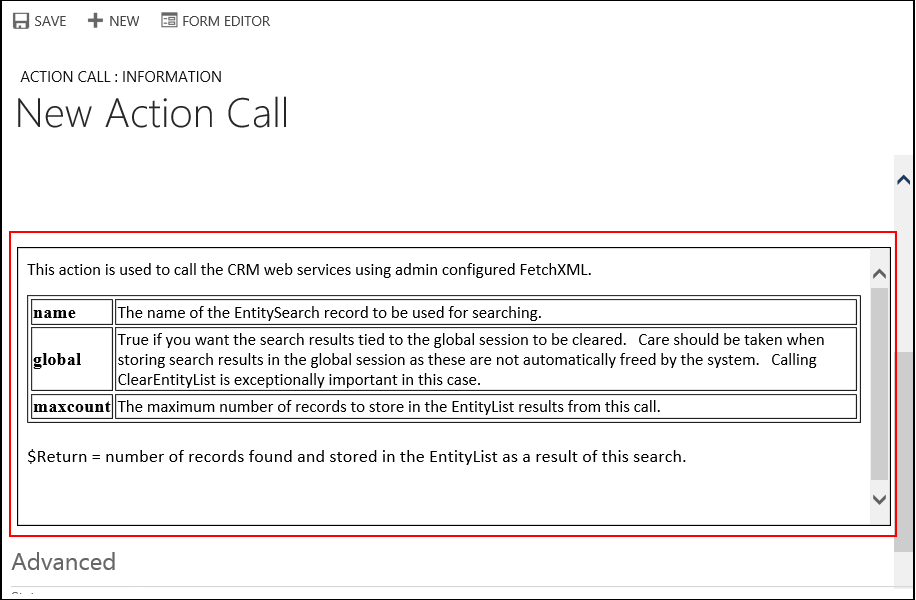 SAVE NEW FORM EDITOR
ACTION CALL : INFORMATION
New Action Call
This action is used to call the CRM web services using admin configured FetchXML.
name The name of the EntitySearch record to be used for searching.
True if you want the search results tied to the global session to be cleared. Care should be taken when
global storing search results in the global session as these are not automatically freed by the system. Calling
ClearEntityList is exceptionally important in this case.
maxcount The maximum number of records to store in the EntityList results from this call.
$Return = number of records found and stored in the EntityList as a result of this search.
Advanced